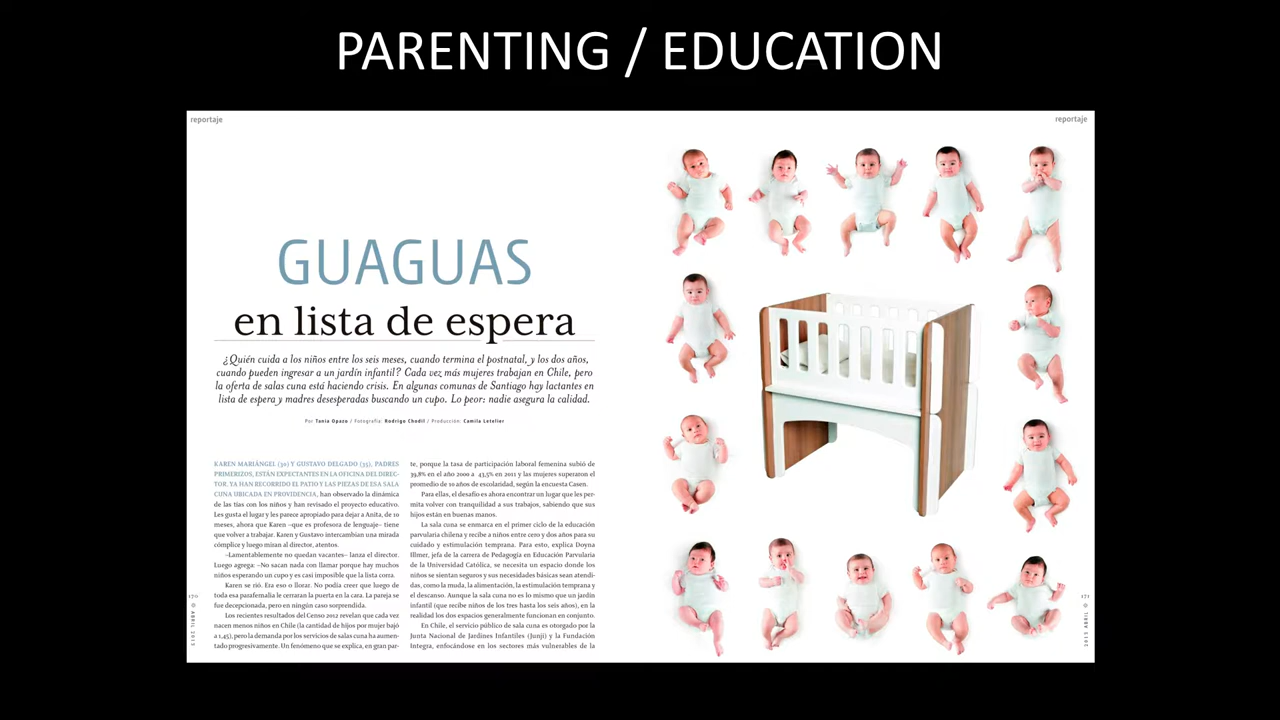 PARENTING / EDUCATION
reportaje
reportaje
GUAGUAS
en lista de espera
¿Quién cuida a los niños entre los seis meses, cuando termina el postnatal, y los dos años,
cuando pueden ingresar a un jardín infantil? Cada vez más mujeres trabajan en Chile, pero
la oferta de salas cuna está haciendo crisis. En algunas comunas de Santiago hay lactantes en
lista de espera y madres desesperadas buscando un cupo. Lo peor: nadie asegura la calidad.
Por Tania Opazo / Fotografía: Rodrigo Chodil / Producción: Camila Letelier
KAREN MARIÁNGEL (30) Y GUSTAVO DELGADO (35), PADRES
PRIMERIZOS, ESTÁN EXPECTANTES EN LA OFICINA DEL DIREC-
TOR. YA HAN RECORRIDO EL PATIO Y LAS PIEZAS DE ESA SALA
CUNA UBICADA EN PROVIDENCIA, han observado la dinámica
de las tías con los niños y han revisado el proyecto educativo.
Les gusta el lugar y les parece apropiado para dejar a Anita, de 10
meses, ahora que Karen –que es profesora de lenguaje– tiene
que volver a trabajar. Karen y Gustavo intercambian una mirada
cómplice y luego miran al director, atentos.
–Lamentablemente no quedan vacantes– lanza el director.
Luego agrega: –No sacan nada con llamar porque hay muchos
niños esperando un cupo y es casi imposible que la lista corra.
Karen se rió. Era eso o llorar. No podía creer que luego de
toda esa parafernalia le cerraran la puerta en la cara. La pareja se
fue decepcionada, pero en ningún caso sorprendida.
Los recientes resultados del Censo 2012 revelan que cada vez
nacen menos niños en Chile (la cantidad de hijos por mujer bajó
a 1,45), pero la demanda por los servicios de salas cuna ha aumen-
tado progresivamente. Un fenómeno que se explica, en gran par-
te, porque la tasa de participación laboral femenina subió de
39,8% en el año 2000 a 43,5% en 2011 y las mujeres superaron el
promedio de 10 años de escolaridad, según la encuesta Casen.
Para ellas, el desafío es ahora encontrar un lugar que les per-
mita volver con tranquilidad a sus trabajos, sabiendo que sus
hijos están en buenas manos.
La sala cuna se enmarca en el primer ciclo de la educación
parvularia chilena y recibe a niños entre cero y dos años para su
cuidado y estimulación temprana. Para esto, explica Doyna
Illmer, jefa de la carrera de Pedagogía en Educación Parvularia
de la Universidad Católica, se necesita un espacio donde los
niños se sientan seguros y sus necesidades básicas sean atendi-
das, como la muda, la alimentación, la estimulación temprana y
el descanso. Aunque la sala cuna no es lo mismo que un jardín
infantil (que recibe niños de los tres hasta los seis años), en la
realidad los dos espacios generalmente funcionan en conjunto.
En Chile, el servicio público de sala cuna es otorgado por la
Junta Nacional de Jardines Infantiles (Junji) y la Fundación
Integra, enfocándose en los sectores más vulnerables de la
170
ABRIL 2013
171
ABRIL 2013